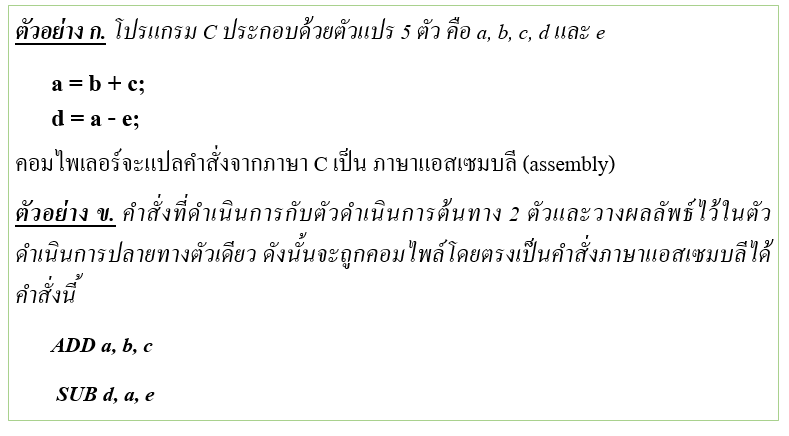 ตัวอย่าง ก. โปรแกรม C ประกอบด้วยตัวแปร 5 ตัว คือ a, b, c, d และ e
a = b + c;
d = a - e;
คอมไพเลอร์จะแปลคำสั่งจากภาษา C เป็น ภาษาแอสเซมบลี (assembly)
ตัวอย่าง ข. คำสั่งที่ดำเนินการกับตัวดำเนินการต้นทาง 2 ตัวและวางผลลัพธ์ไว้ในตัว
ดำเนินการปลายทางตัวเดียว ดังนั้นจะถูกคอมไพล์โดยตรงเป็นคำสั่งภาษาแอสเซมบลีได้
คำสั่งนี้
ADD a, b, c
SUB d, a, e